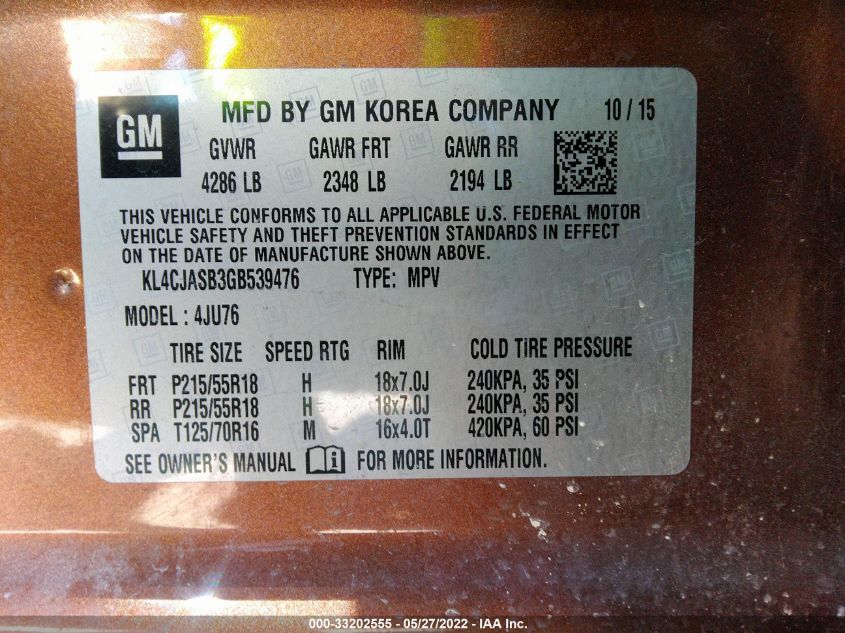 GM
MFD BY GM KOREA COMPANY 10 / 15
GVWR GAWR FRT GAWR RR
4286 LB 2348 LB 2194 LB
THIS VEHICLE CONFORMS TO ALL APPLICABLE U.S. FEDERAL MOTOR
VEHICLE SAFETY AND THEFT PREVENTION STANDARDS IN EFFECT
ON THE DATE OF MANUFACTURE SHOWN ABOVE.
KL4CJASB3GB539476 TYPE: MPV
MODEL : 4JU76
TIRE SIZE SPEED RTG RIM COLD TIRE PRESSURE
FRT P215/55R18 H 18x7.0J 240KPA, 35 PSI
RR P215/55R18 H 18x7.0J 240KPA, 35 PSI
SPA T125/70R16 M 16x4.0T 420KPA, 60 PSI
SEE OWNER'S MANUAL i FOR MORE INFORMATION.
000-33202555 - 05/27/2022 - IAA Inc.